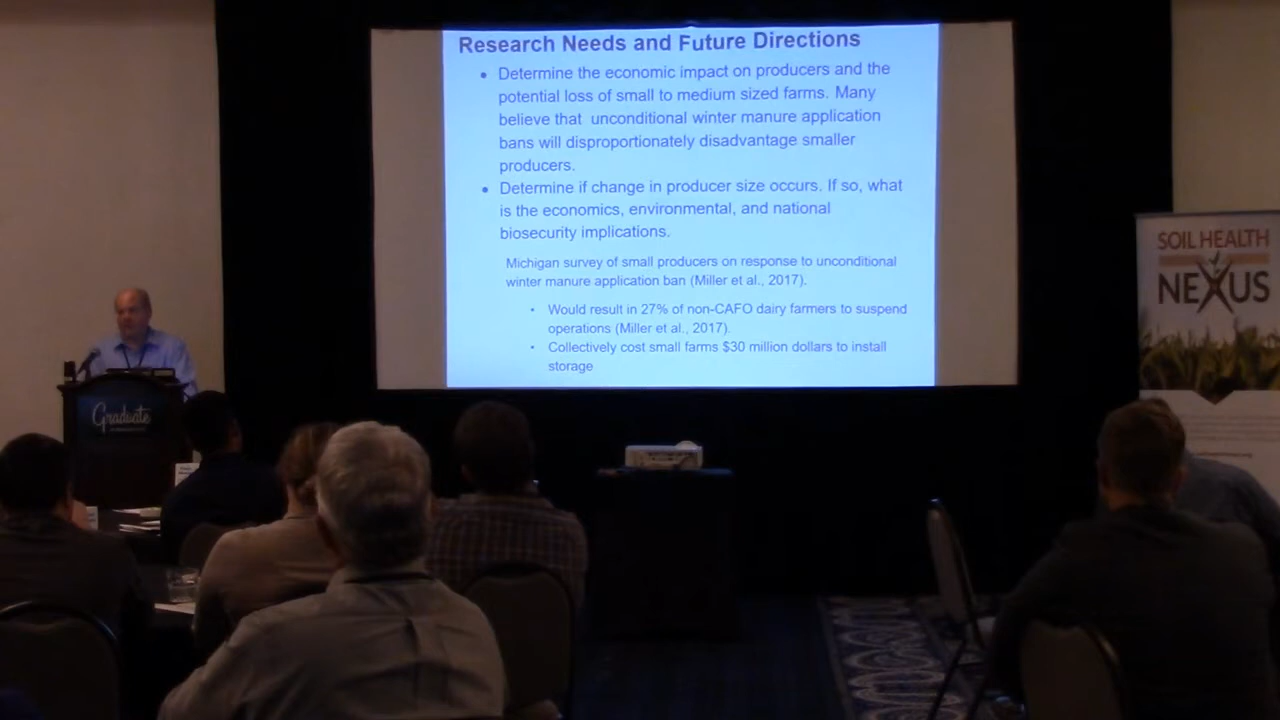 Research Needs and Future Directions
• Determine the economic impact on producers and the
potential loss of small to medium sized farms. Many
believe that unconditional winter manure application
bans will disproportionately disadvantage smaller
producers.
• Determine if change in producer size occurs. If so, what
is the economics, environmental, and national
biosecurity implications.
Michigan survey of small producers on response to unconditional
winter manure application ban (Miller et al., 2017).
• Would result in 27% of non-CAFO dairy farmers to suspend
operations (Miller et al., 2017).
• Collectively cost small farms $30 million dollars to install
storage
SOIL HEALTH
NEXUS
Graduate